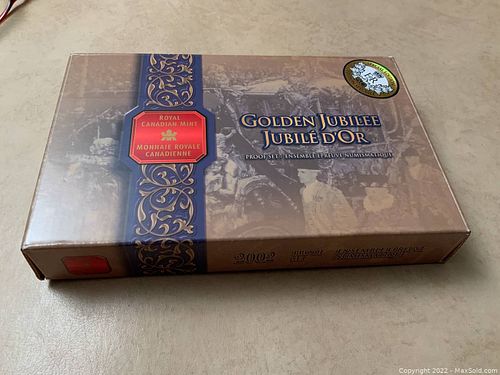 ROYAL
CANADIAN MINT
MONNAIE ROYALE
CANADIENNE
GOLDEN JUBILEE
JUBILÉ D'OR
PROOF SET · ENSEMBLE ÉPREUVE NUMISMATIQUE
2002
Copyright 2022 - MaxSold.com